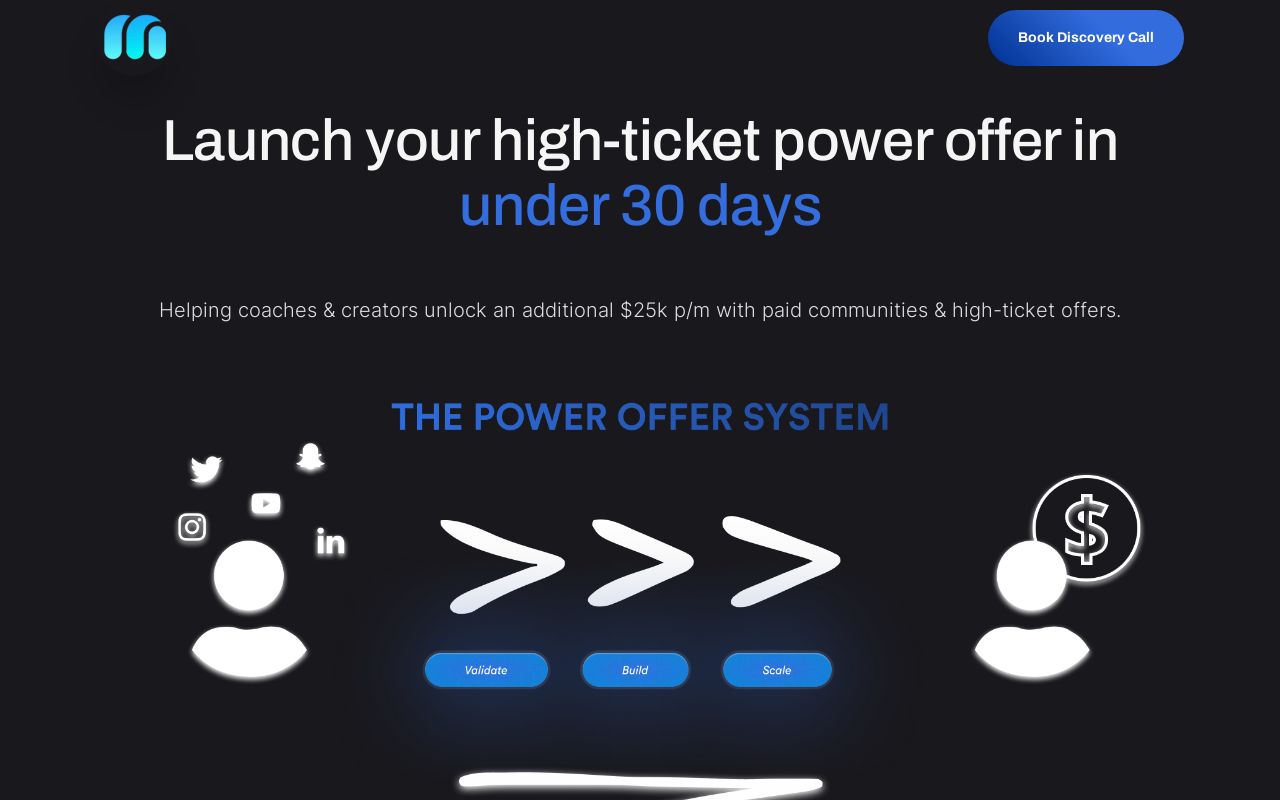 Book Discovery Call
Launch your high-ticket power offer in
under 30 days
Helping coaches & creators unlock an additional $25k p/m with paid communities & high-ticket offers.
THE POWER OFFER SYSTEM
in
$
Validate
Build
Scale